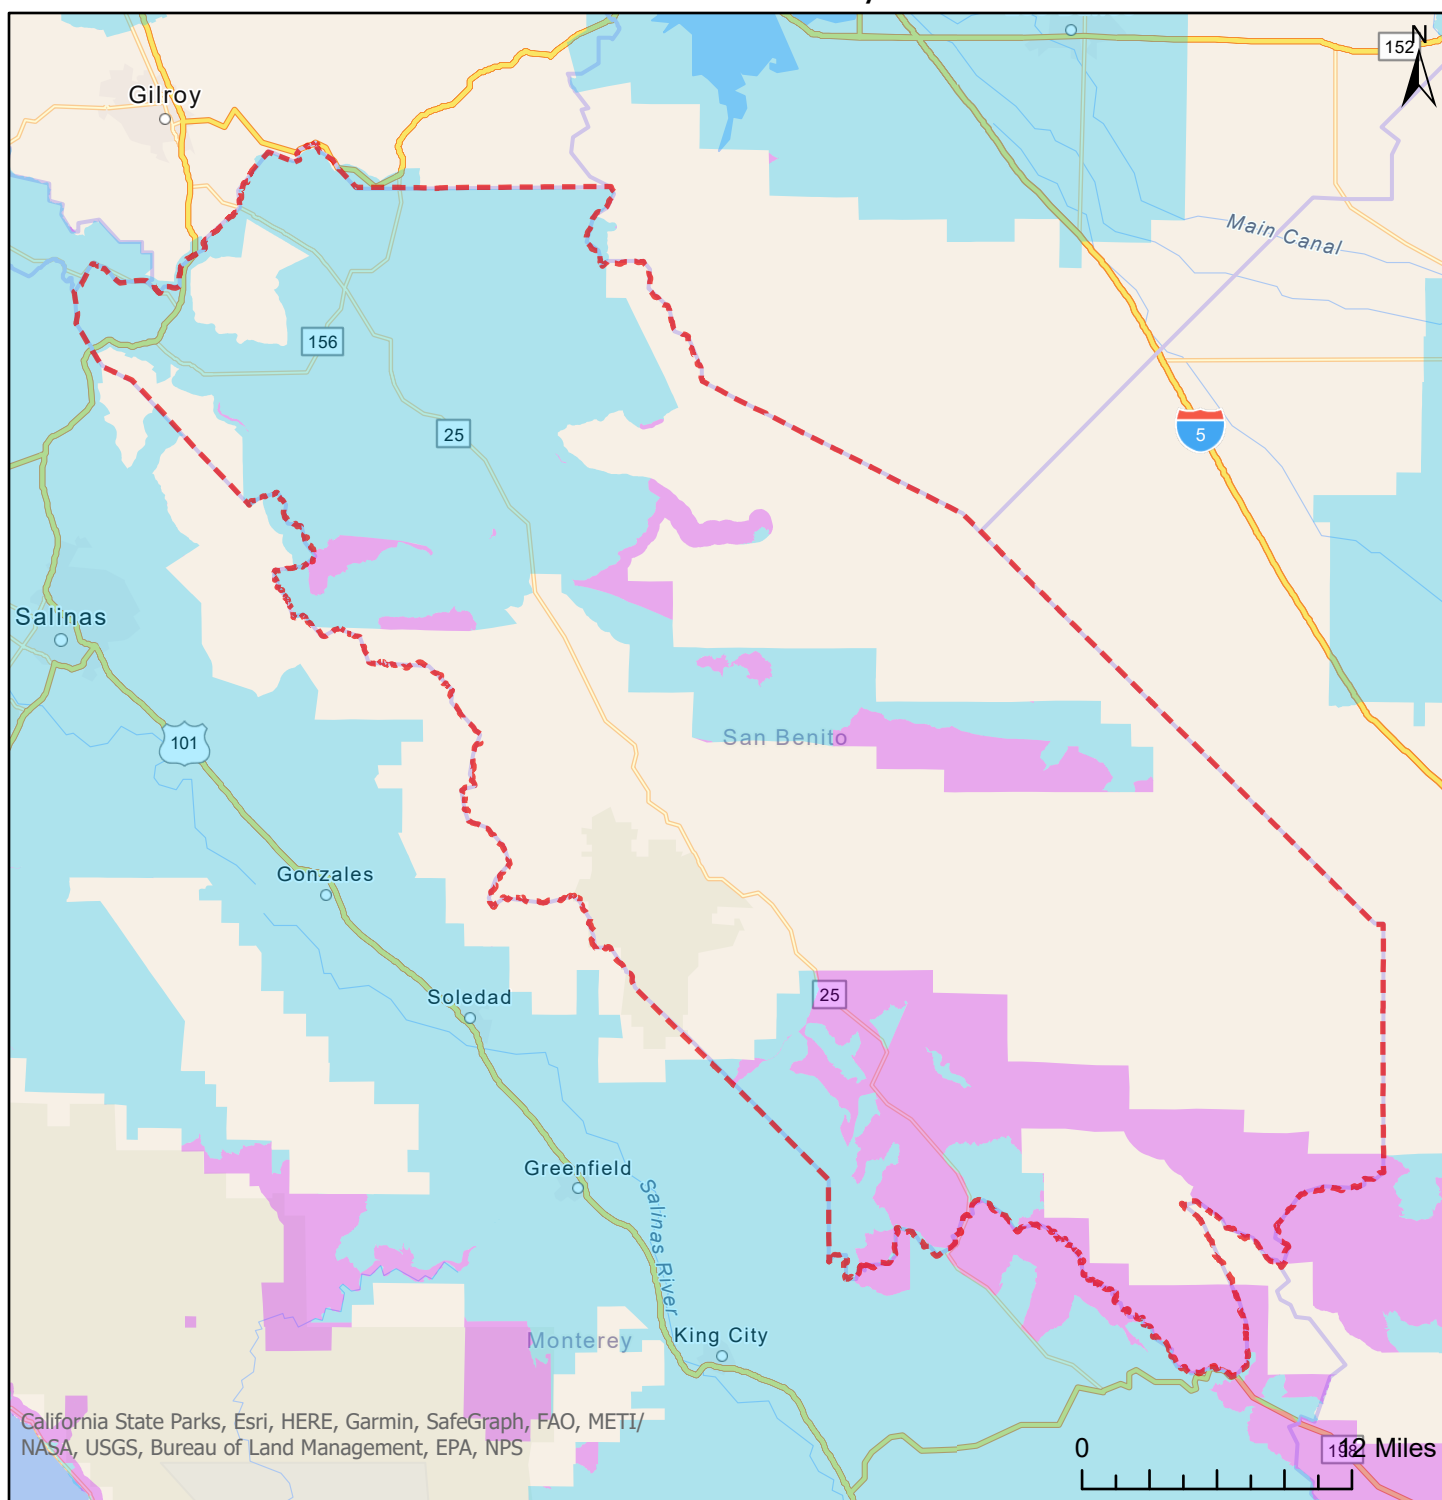 N
152
Gilroy
Main Canal
156
25
5
Salinas
101
San Benito
Gonzales
25
Soledad
Greenfield
Salinas River
Monterey
King City
California State Parks, Esri, HERE, Garmin, SafeGraph, FAO, METI/
NASA, USGS, Bureau of Land Management, EPA, NPS
0
12 Miles
198